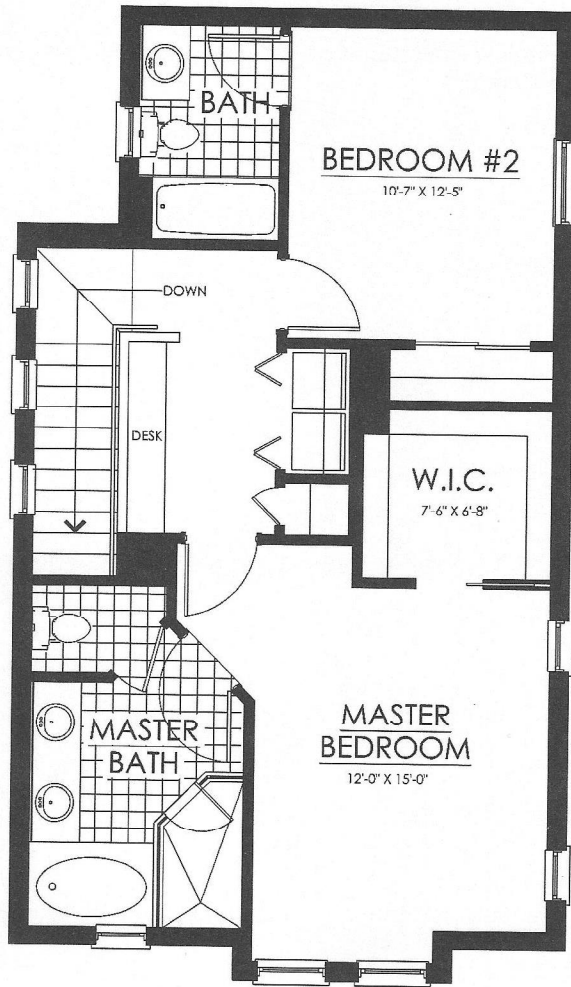 BATH
BEDROOM #2
10'-7" X 12'-5"
DOWN
DESK
W.I.C.
7'-6" X 6'-8"
MASTER
BATH
MASTER
BEDROOM
12'-0" X 15'-0"